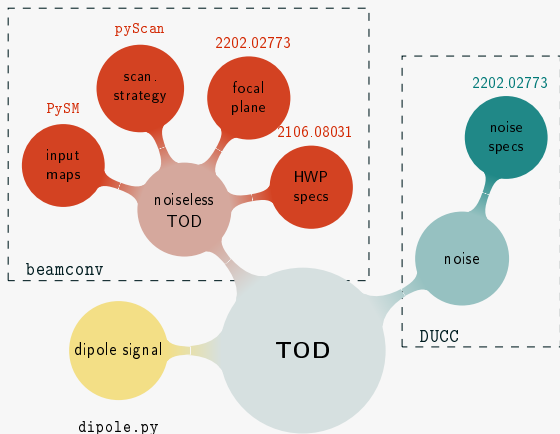 pyScan
2202.02773
scan.
strategy
focal
plane
PySM
2106.08031
input
maps
HWP
specs
noiseless
TOD
beamconv
2202.02773
noise
specs
noise
DUCC
dipole signal
TOD
dipole.py